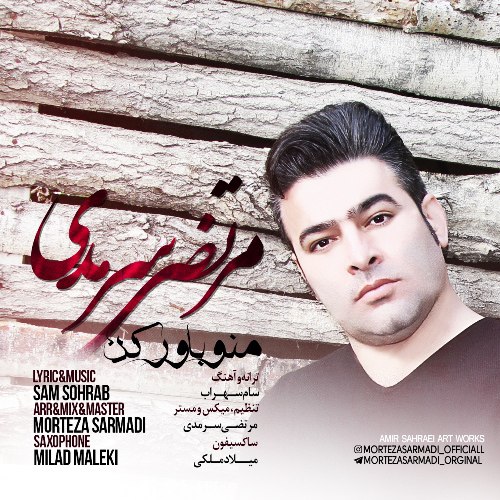 مرتضی سرمدی
منو باور کن
LYRIC&MUSIC
SAM SOHRAB
ARR&MIX&MASTER
MORTEZA SARMADI
SAXOPHONE
MILAD MALEKI
ترانه و آهنگ
سام سهراب
تنظیم، میکس و مستر
مرتضی سرمدی
ساکسیفون
میلاد ملکی
AMIR SAHRAEI ART WORKS
MORTEZASARMADI_OFFICIALL
MORTEZASARMADI_ORGINAL